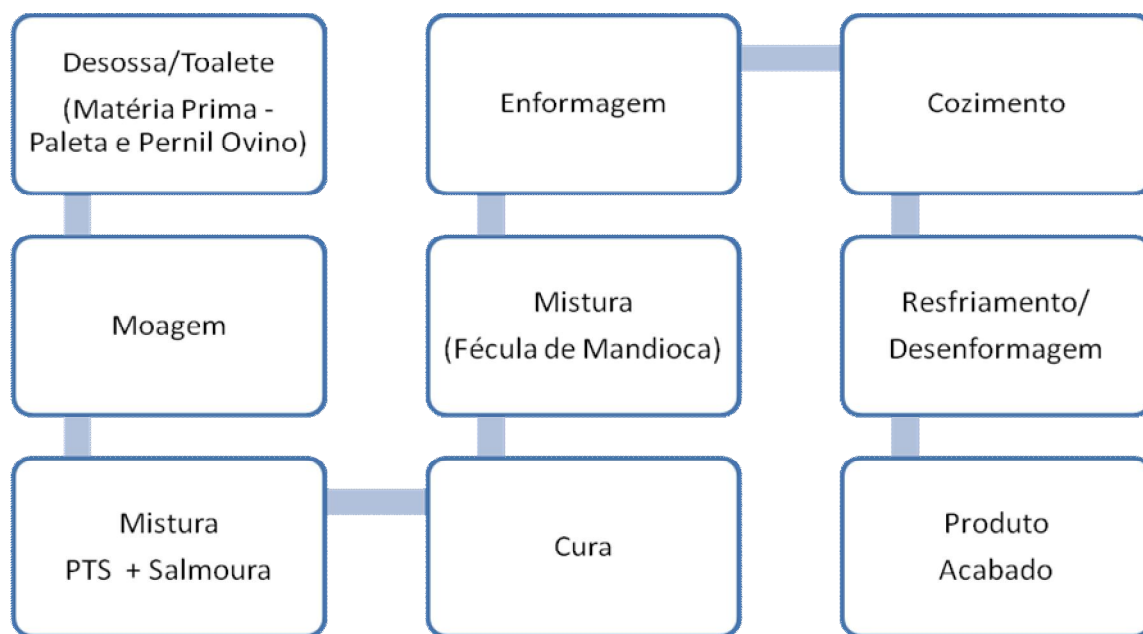 Desossa/Toalete
(Matéria Prima -
Paleta e Pernil Ovino)
Moagem
Mistura
PTS + Salmoura
Cura
Mistura
(Fécula de Mandioca)
Enformagem
Cozimento
Resfriamento/
Desenformagem
Produto
Acabado